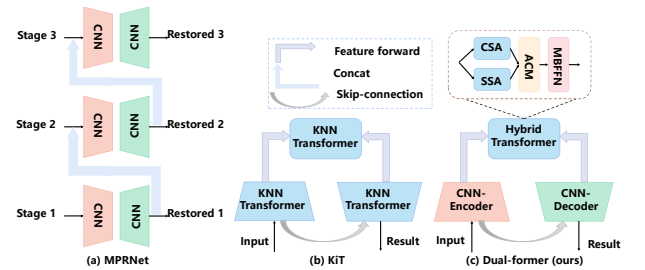 Stage 3
CNN
CNN
Restored 3
Stage 2
CNN
CNN
Restored 2
Stage 1
CNN
CNN
Restored 1
(a) MPRNet
Feature forward
Concat
Skip-connection
KNN
Transformer
KNN
Transformer
KNN
Transformer
Input
Result
(b) KiT
CSA
SSA
ACM
MBFFN
Hybrid
Transformer
CNN-
Encoder
CNN-
Decoder
Input
Result
(c) Dual-former (ours)